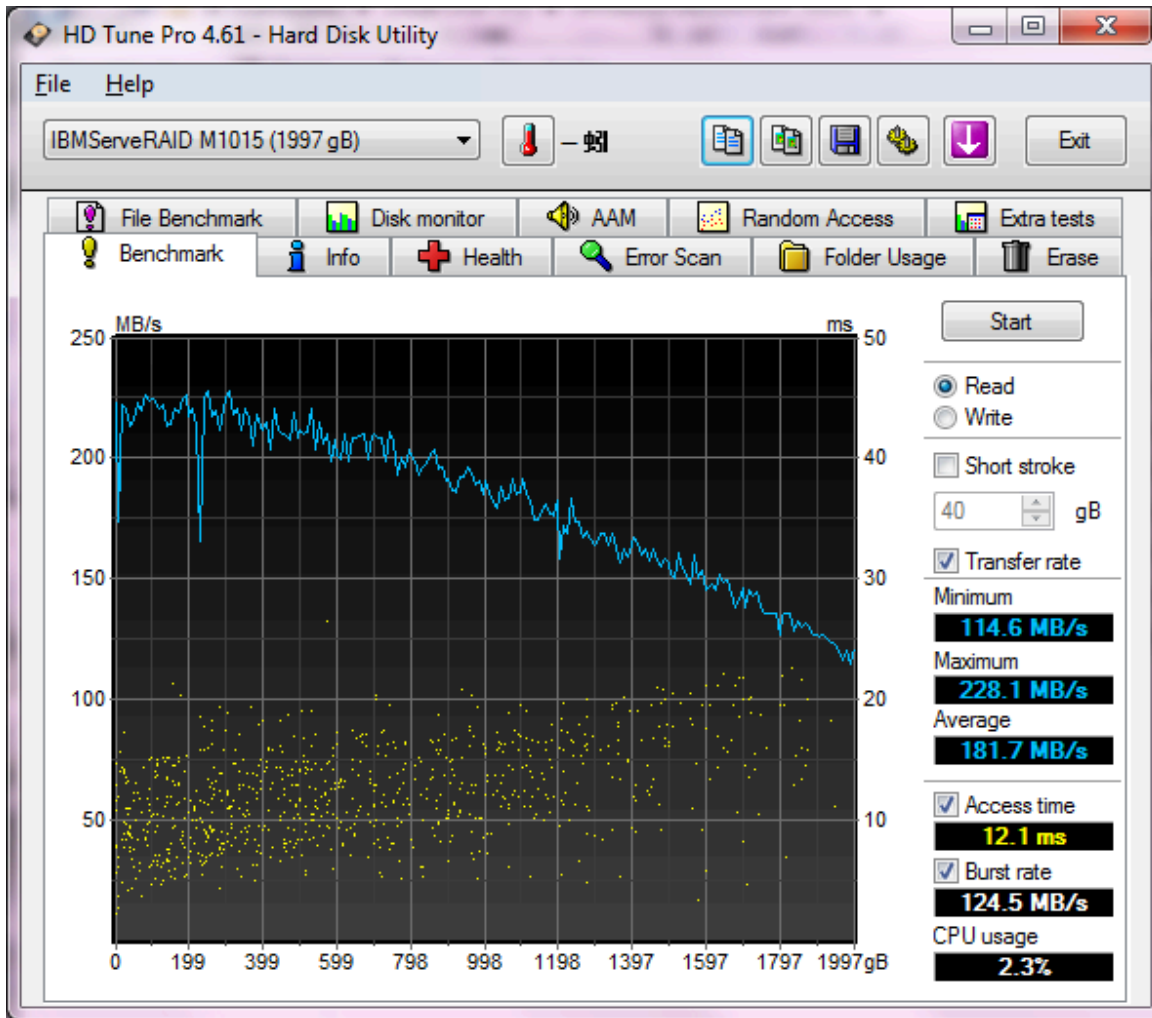 HD Tune Pro 4.61 - Hard Disk Utility
File Help
IBMServeRAID M1015 (1997 gB)
Exit
File Benchmark Disk monitor AAM Random Access Extra tests
Benchmark Info Health Error Scan Folder Usage Erase
MB/s
ms
250
200
150
100
50
50
40
30
20
10
0 199 399 599 798 998 1198 1397 1597 1797 1997gB
Start
Read
Write
Short stroke
40 gB
Transfer rate
Minimum
114.6 MB/s
Maximum
228.1 MB/s
Average
181.7 MB/s
Access time
12.1 ms
Burst rate
124.5 MB/s
CPU usage
2.3%